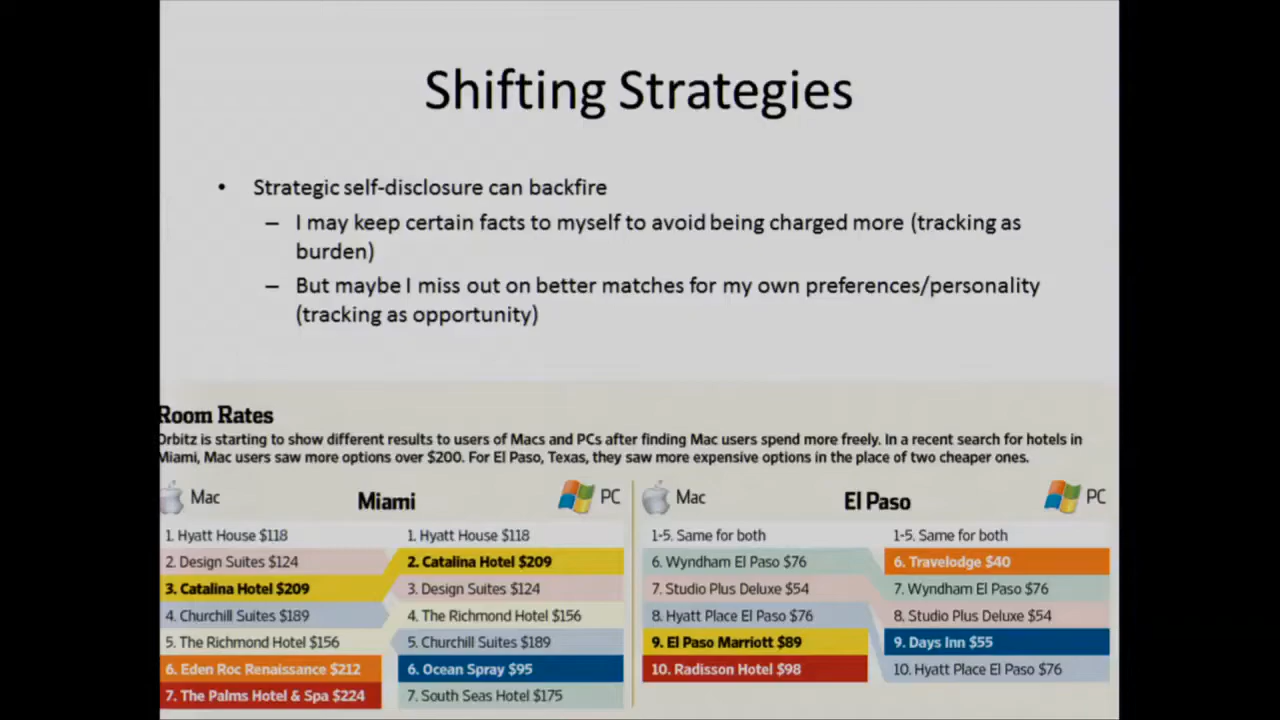 Shifting Strategies
• Strategic self-disclosure can backfire
– I may keep certain facts to myself to avoid being charged more (tracking as
burden)
– But maybe I miss out on better matches for my own preferences/personality
(tracking as opportunity)
Room Rates
Orbitz is starting to show different results to users of Macs and PCs after finding Mac users spend more freely. In a recent search for hotels in
Miami, Mac users saw more options over $200. For El Paso, Texas, they saw more expensive options in the place of two cheaper ones.
Mac Miami PC
1. Hyatt House $118 1. Hyatt House $118
2. Design Suites $124 2. Catalina Hotel $209
3. Catalina Hotel $209 3. Design Suites $124
4. Churchill Suites $189 4. The Richmond Hotel $156
5. The Richmond Hotel $156 5. Churchill Suites $189
6. Eden Roc Renaissance $212 6. Ocean Spray $95
7. The Palms Hotel & Spa $224 7. South Seas Hotel $175
Mac El Paso PC
1-5. Same for both 1-5. Same for both
6. Wyndham El Paso $76 6. Travelodge $40
7. Studio Plus Deluxe $54 7. Wyndham El Paso $76
8. Hyatt Place El Paso $76 8. Studio Plus Deluxe $54
9. El Paso Marriott $89 9. Days Inn $55
10. Radisson Hotel $98 10. Hyatt Place El Paso $76